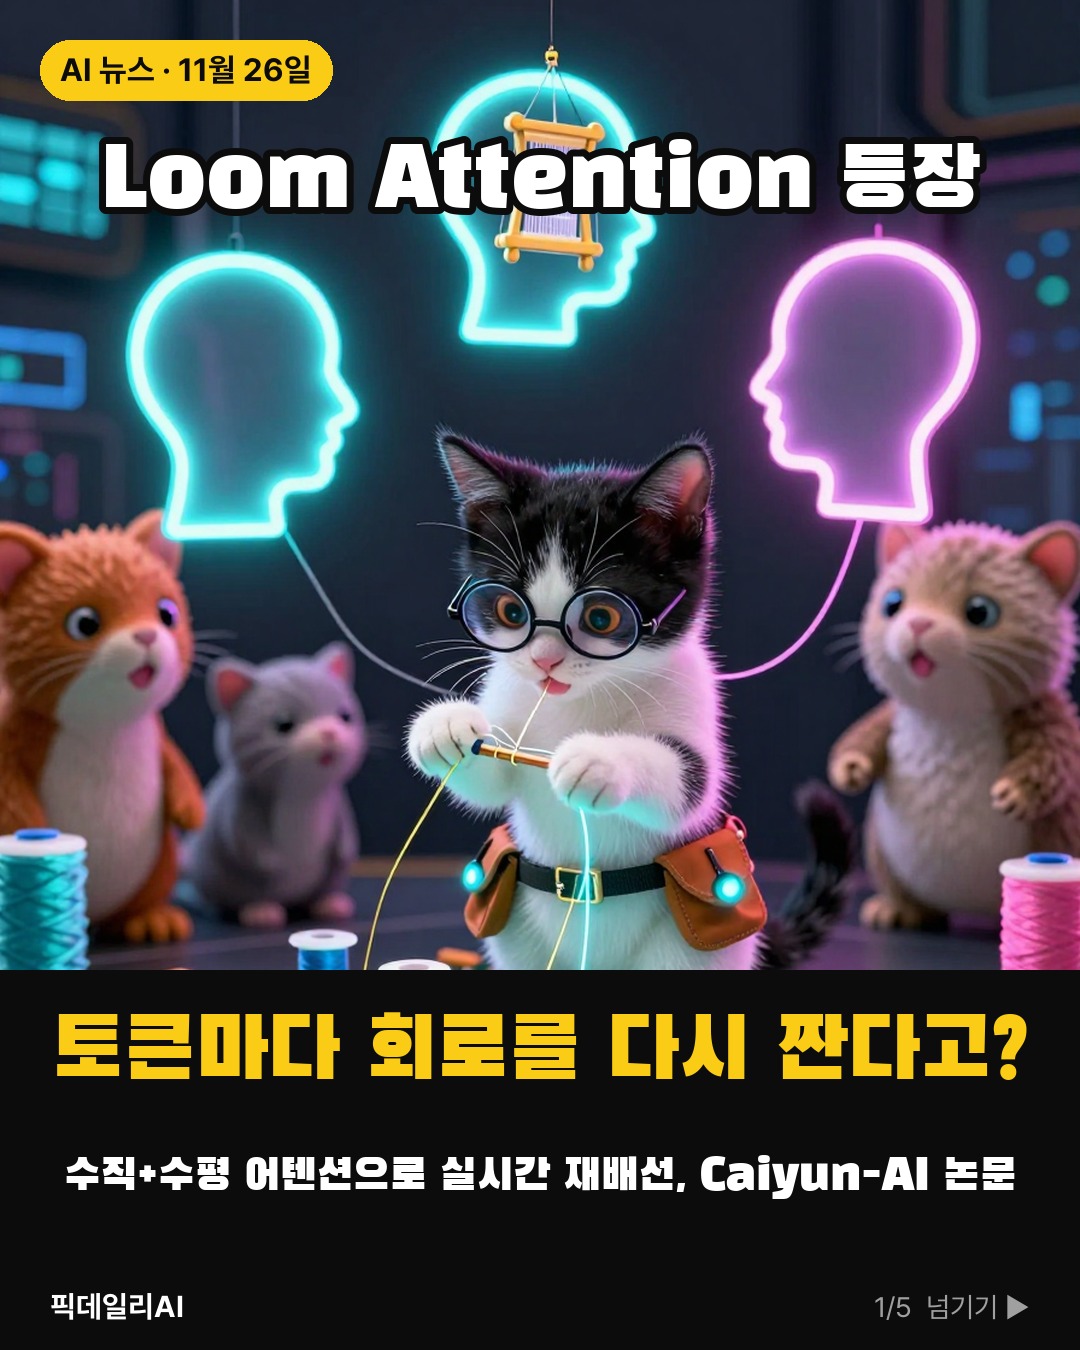 AI 뉴스 · 11월 26일
Loom Attention 등장
토큰마다 회로를 다시 짠다고?
수직+수평 어텐션으로 실시간 재배선, Caiyun-AI 논문
픽데일리AI
1/5 넘기기 ▶